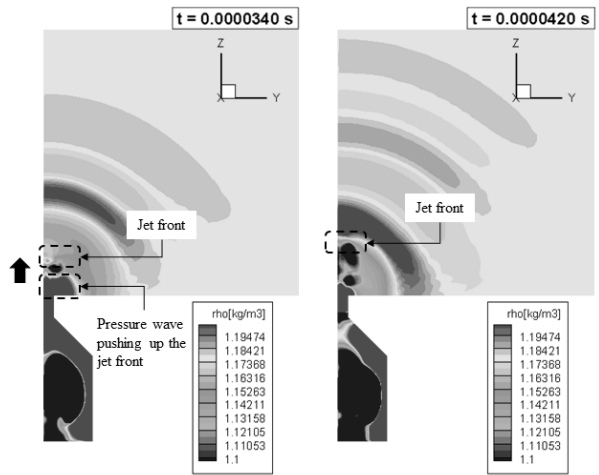 t = 0.0000340 s
Z
X
Y
Jet front
Pressure wave
pushing up the
jet front
rho[kg/m3]
1.19474
1.18421
1.17368
1.16316
1.15263
1.14211
1.13158
1.12105
1.11053
1.1
t = 0.0000420 s
Z
X
Y
Jet front
rho[kg/m3]
1.19474
1.18421
1.17368
1.16316
1.15263
1.14211
1.13158
1.12105
1.11053
1.1